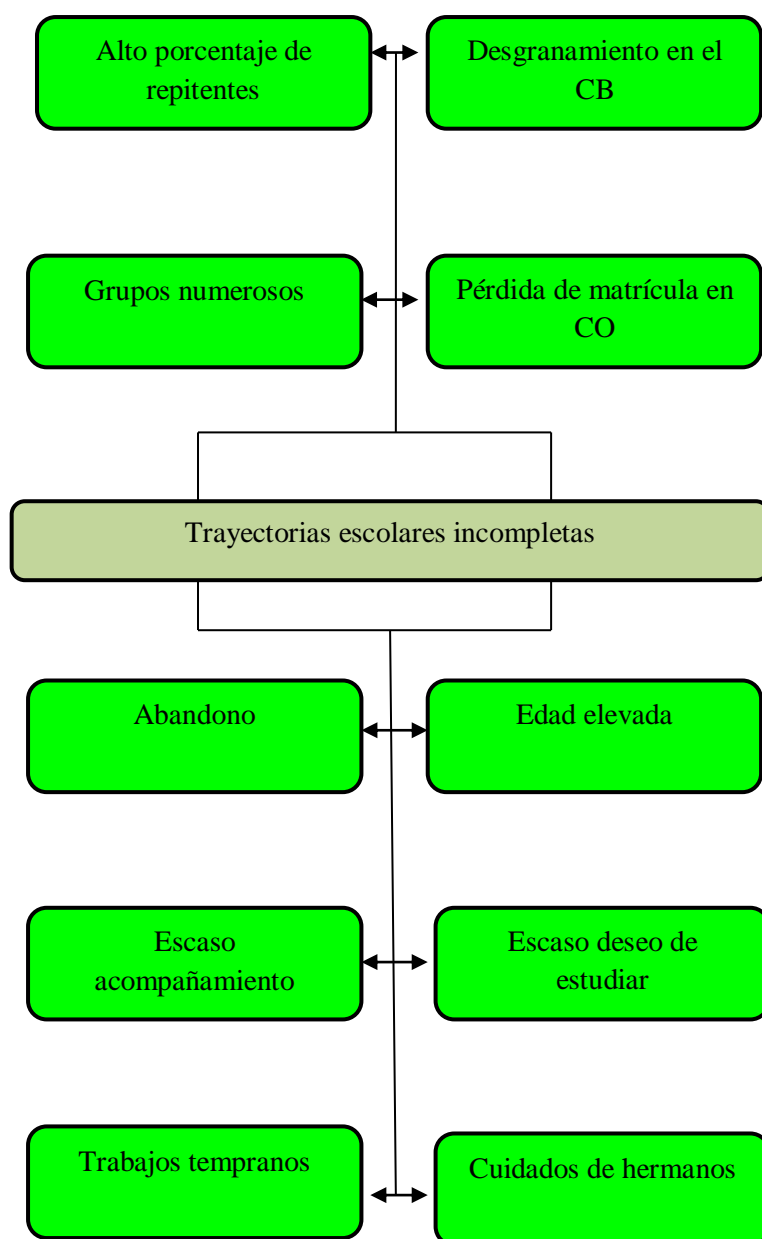 Alto porcentaje de
repitentes
Desgranamiento en el
CB
Grupos numerosos
Pérdida de matrícula en
CO
Trayectorias escolares incompletas
Abandono
Edad elevada
Escaso
acompañamiento
Escaso deseo de
estudiar
Trabajos tempranos
Cuidados de hermanos